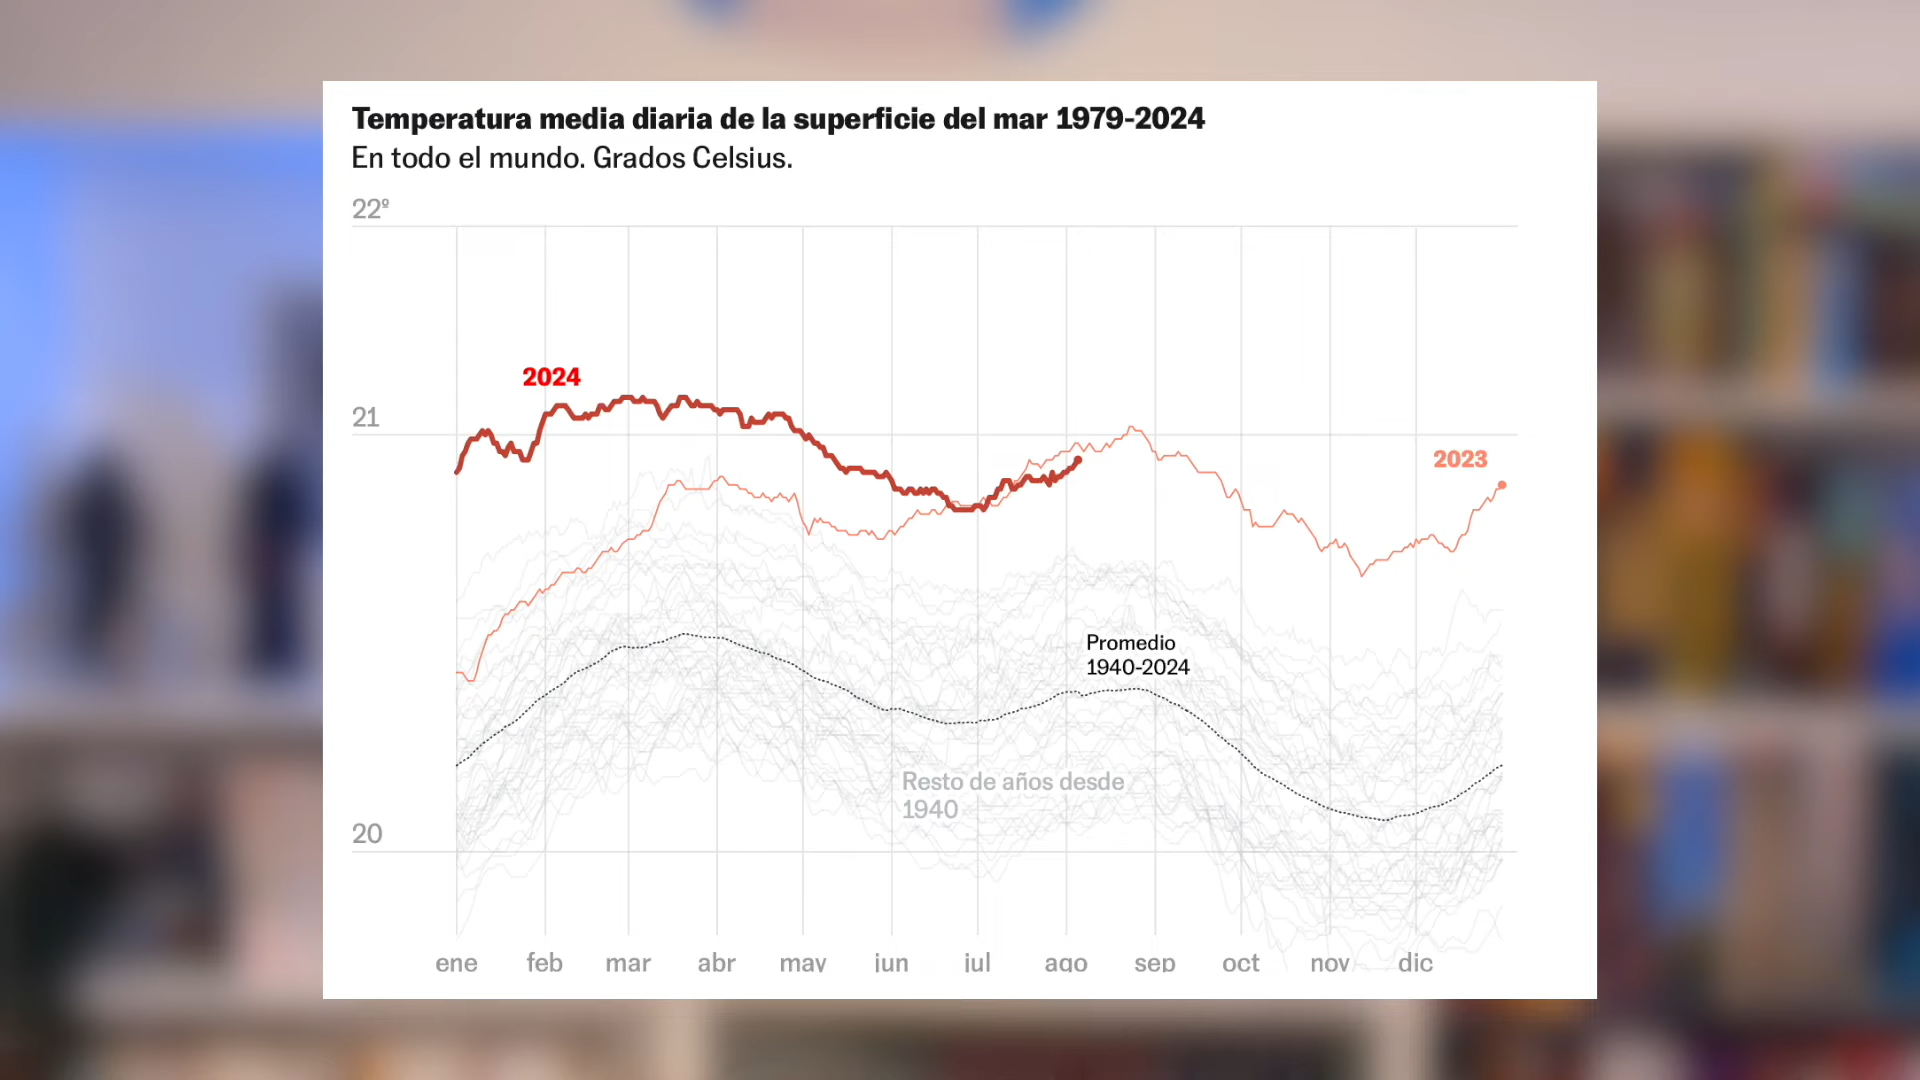 Temperatura media diaria de la superficie del mar 1979-2024
En todo el mundo. Grados Celsius.
22º
2024
21
2023
Promedio
1940-2024
Resto de años desde
1940
20
ene feb mar abr may jun jul ago sep oct nov dic